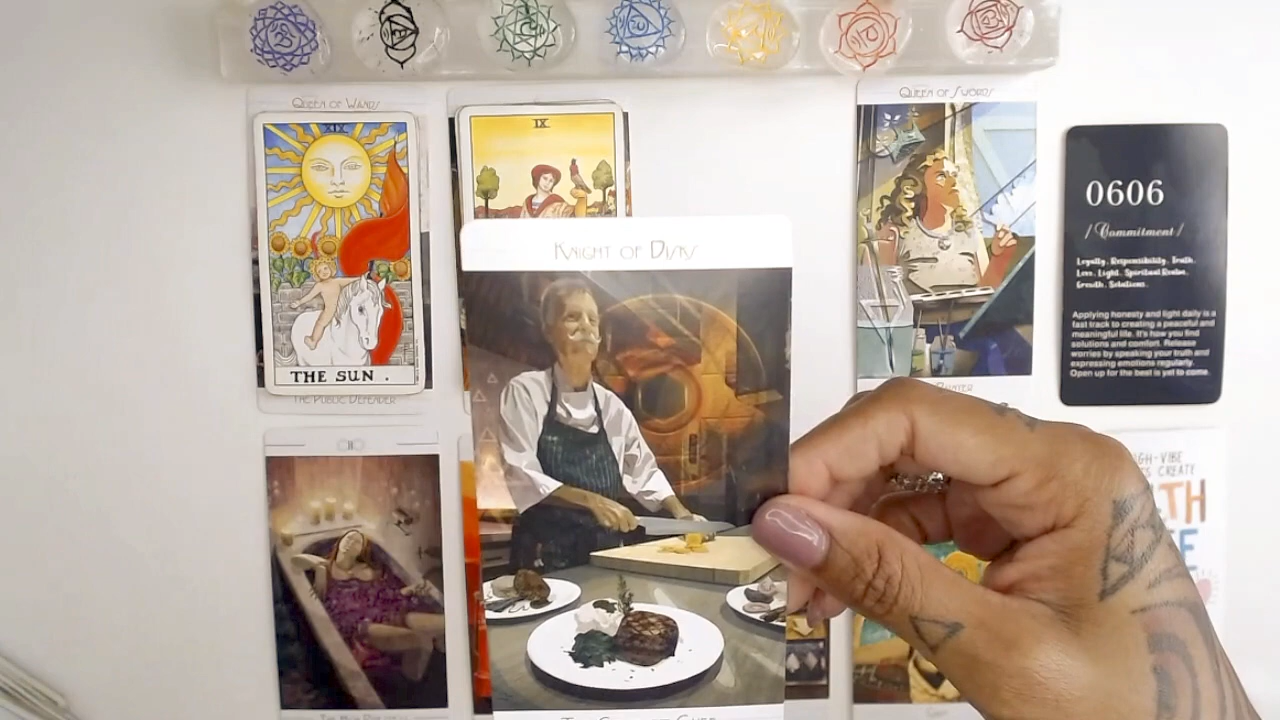 QUEEN OF WANDS
XIX
THE SUN .
THE PUBLIC DEFENDER
IX
KNIGHT OF DISKS
QUEEN OF SWORDS
0606
/ Commitment /
Loyalty, Responsibility, Truth,
Love, Light, Spiritual Realm,
Growth, Solutions.
Applying honesty and light daily is a
fast track to creating a peaceful and
meaningful life. It's how you find
solutions and comfort. Release
worries by speaking your truth and
expressing emotions regularly.
Open up for the best is yet to come.
II
CREATE